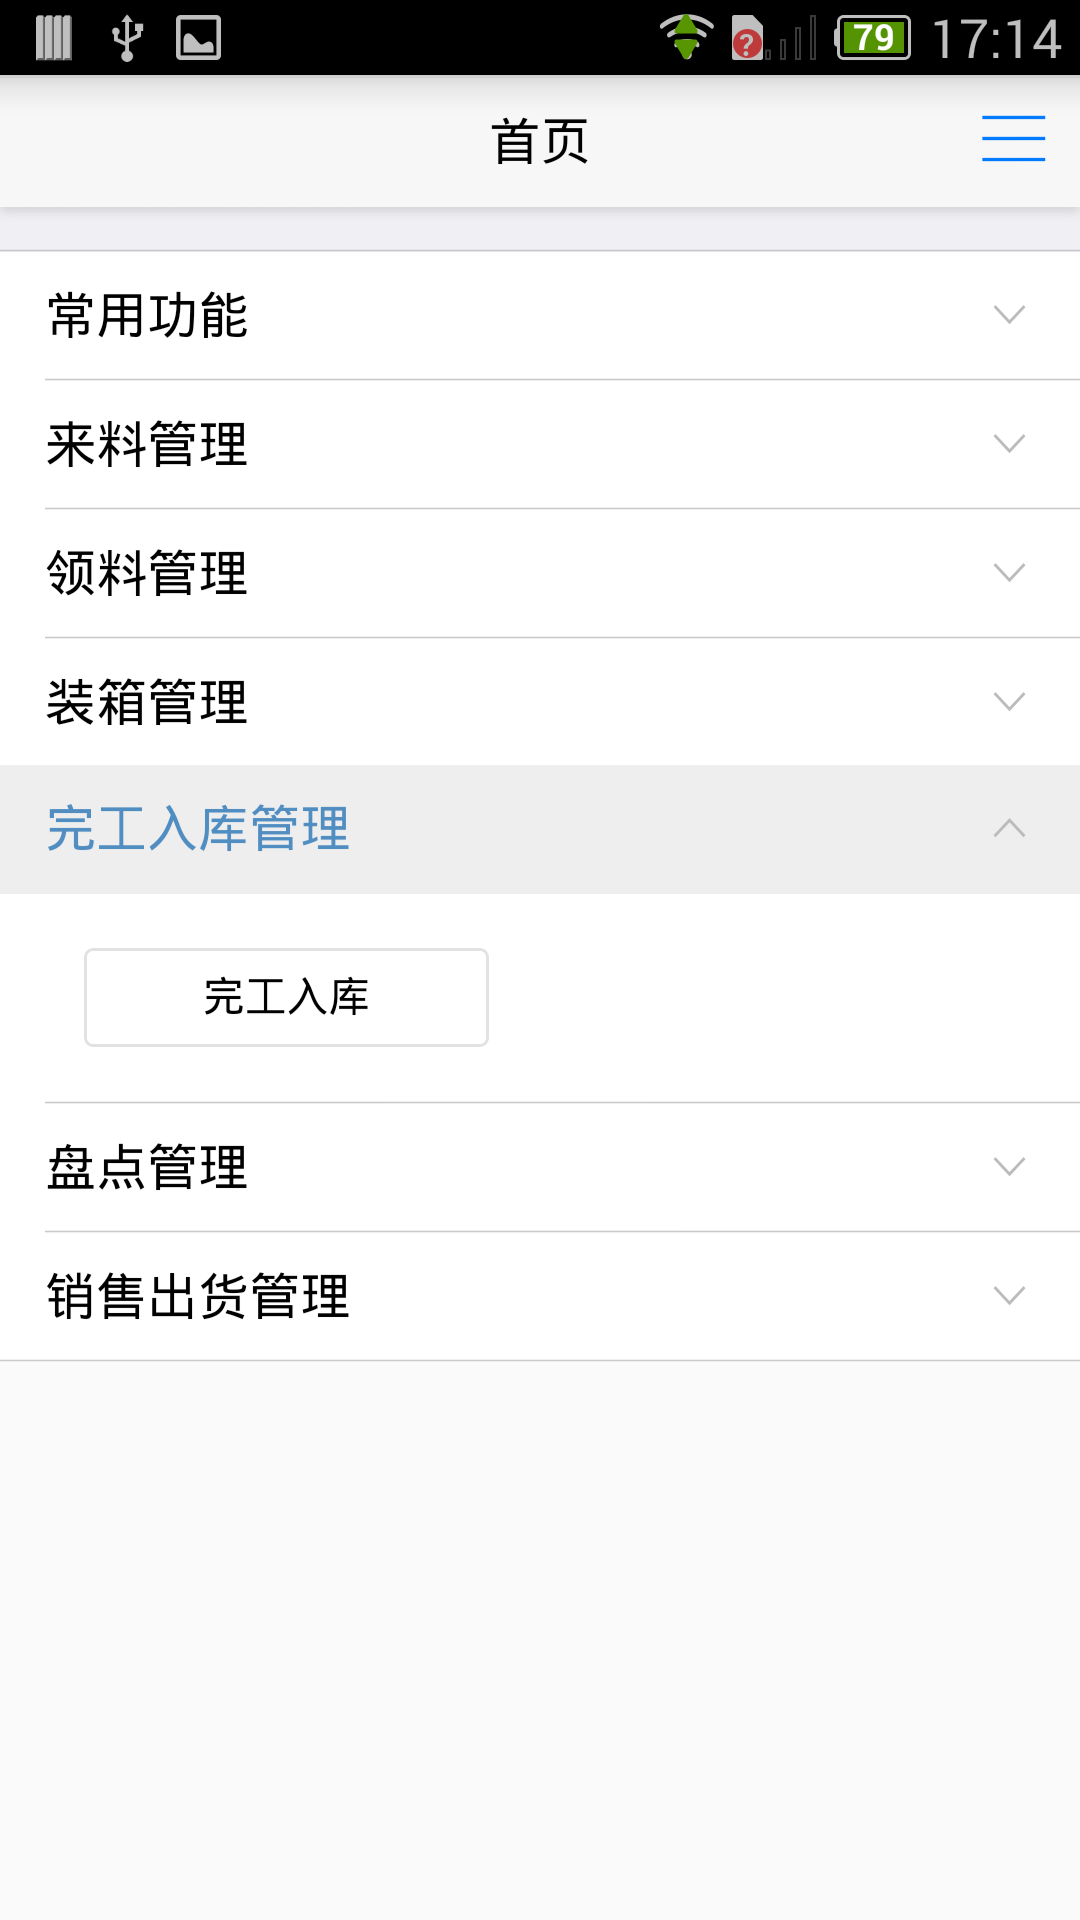 79 17:14
首页
常用功能
来料管理
领料管理
装箱管理
完工入库管理
完工入库
盘点管理
销售出货管理